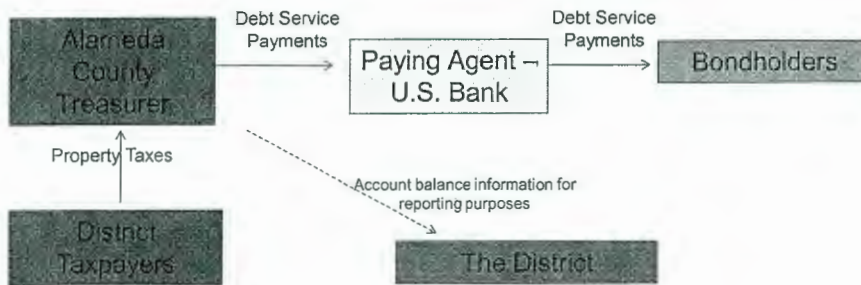 Debt Service
Payments
Debt Service
Payments
Alameda
County
Treasurer
Paying Agent –
U.S. Bank
Bondholders
Property Taxes
Account balance information for
reporting purposes
District
Taxpayers
The District